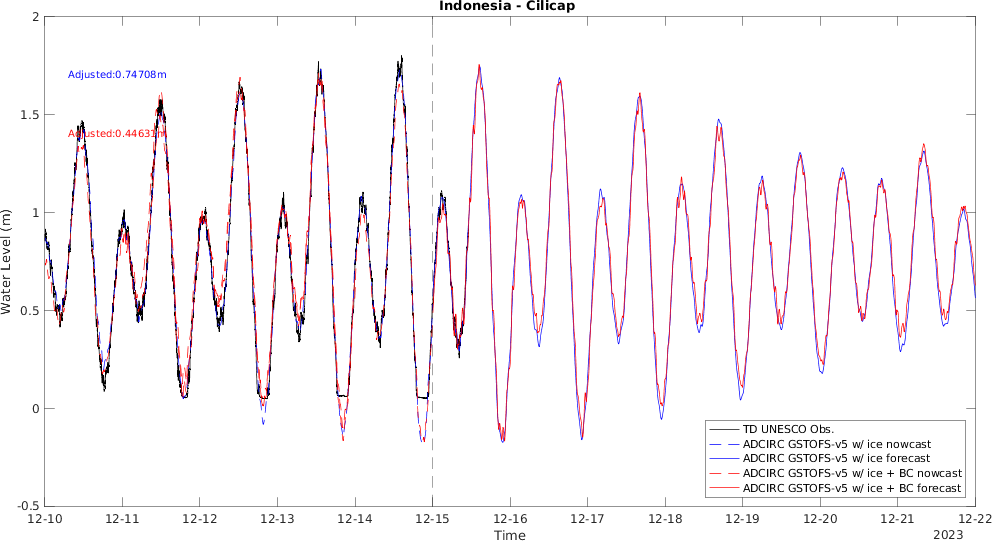 Indonesia - Cilicap
Water Level (m)
2
1.5
1
0.5
0
-0.5
Adjusted:0.74708m
Adjusted:0.44631m
TD UNESCO Obs.
ADCIRC GSTOFS-v5 w/ ice nowcast
ADCIRC GSTOFS-v5 w/ ice forecast
ADCIRC GSTOFS-v5 w/ ice + BC nowcast
ADCIRC GSTOFS-v5 w/ ice + BC forecast
12-10 12-11 12-12 12-13 12-14 12-15 12-16 12-17 12-18 12-19 12-20 12-21 12-22
Time
2023